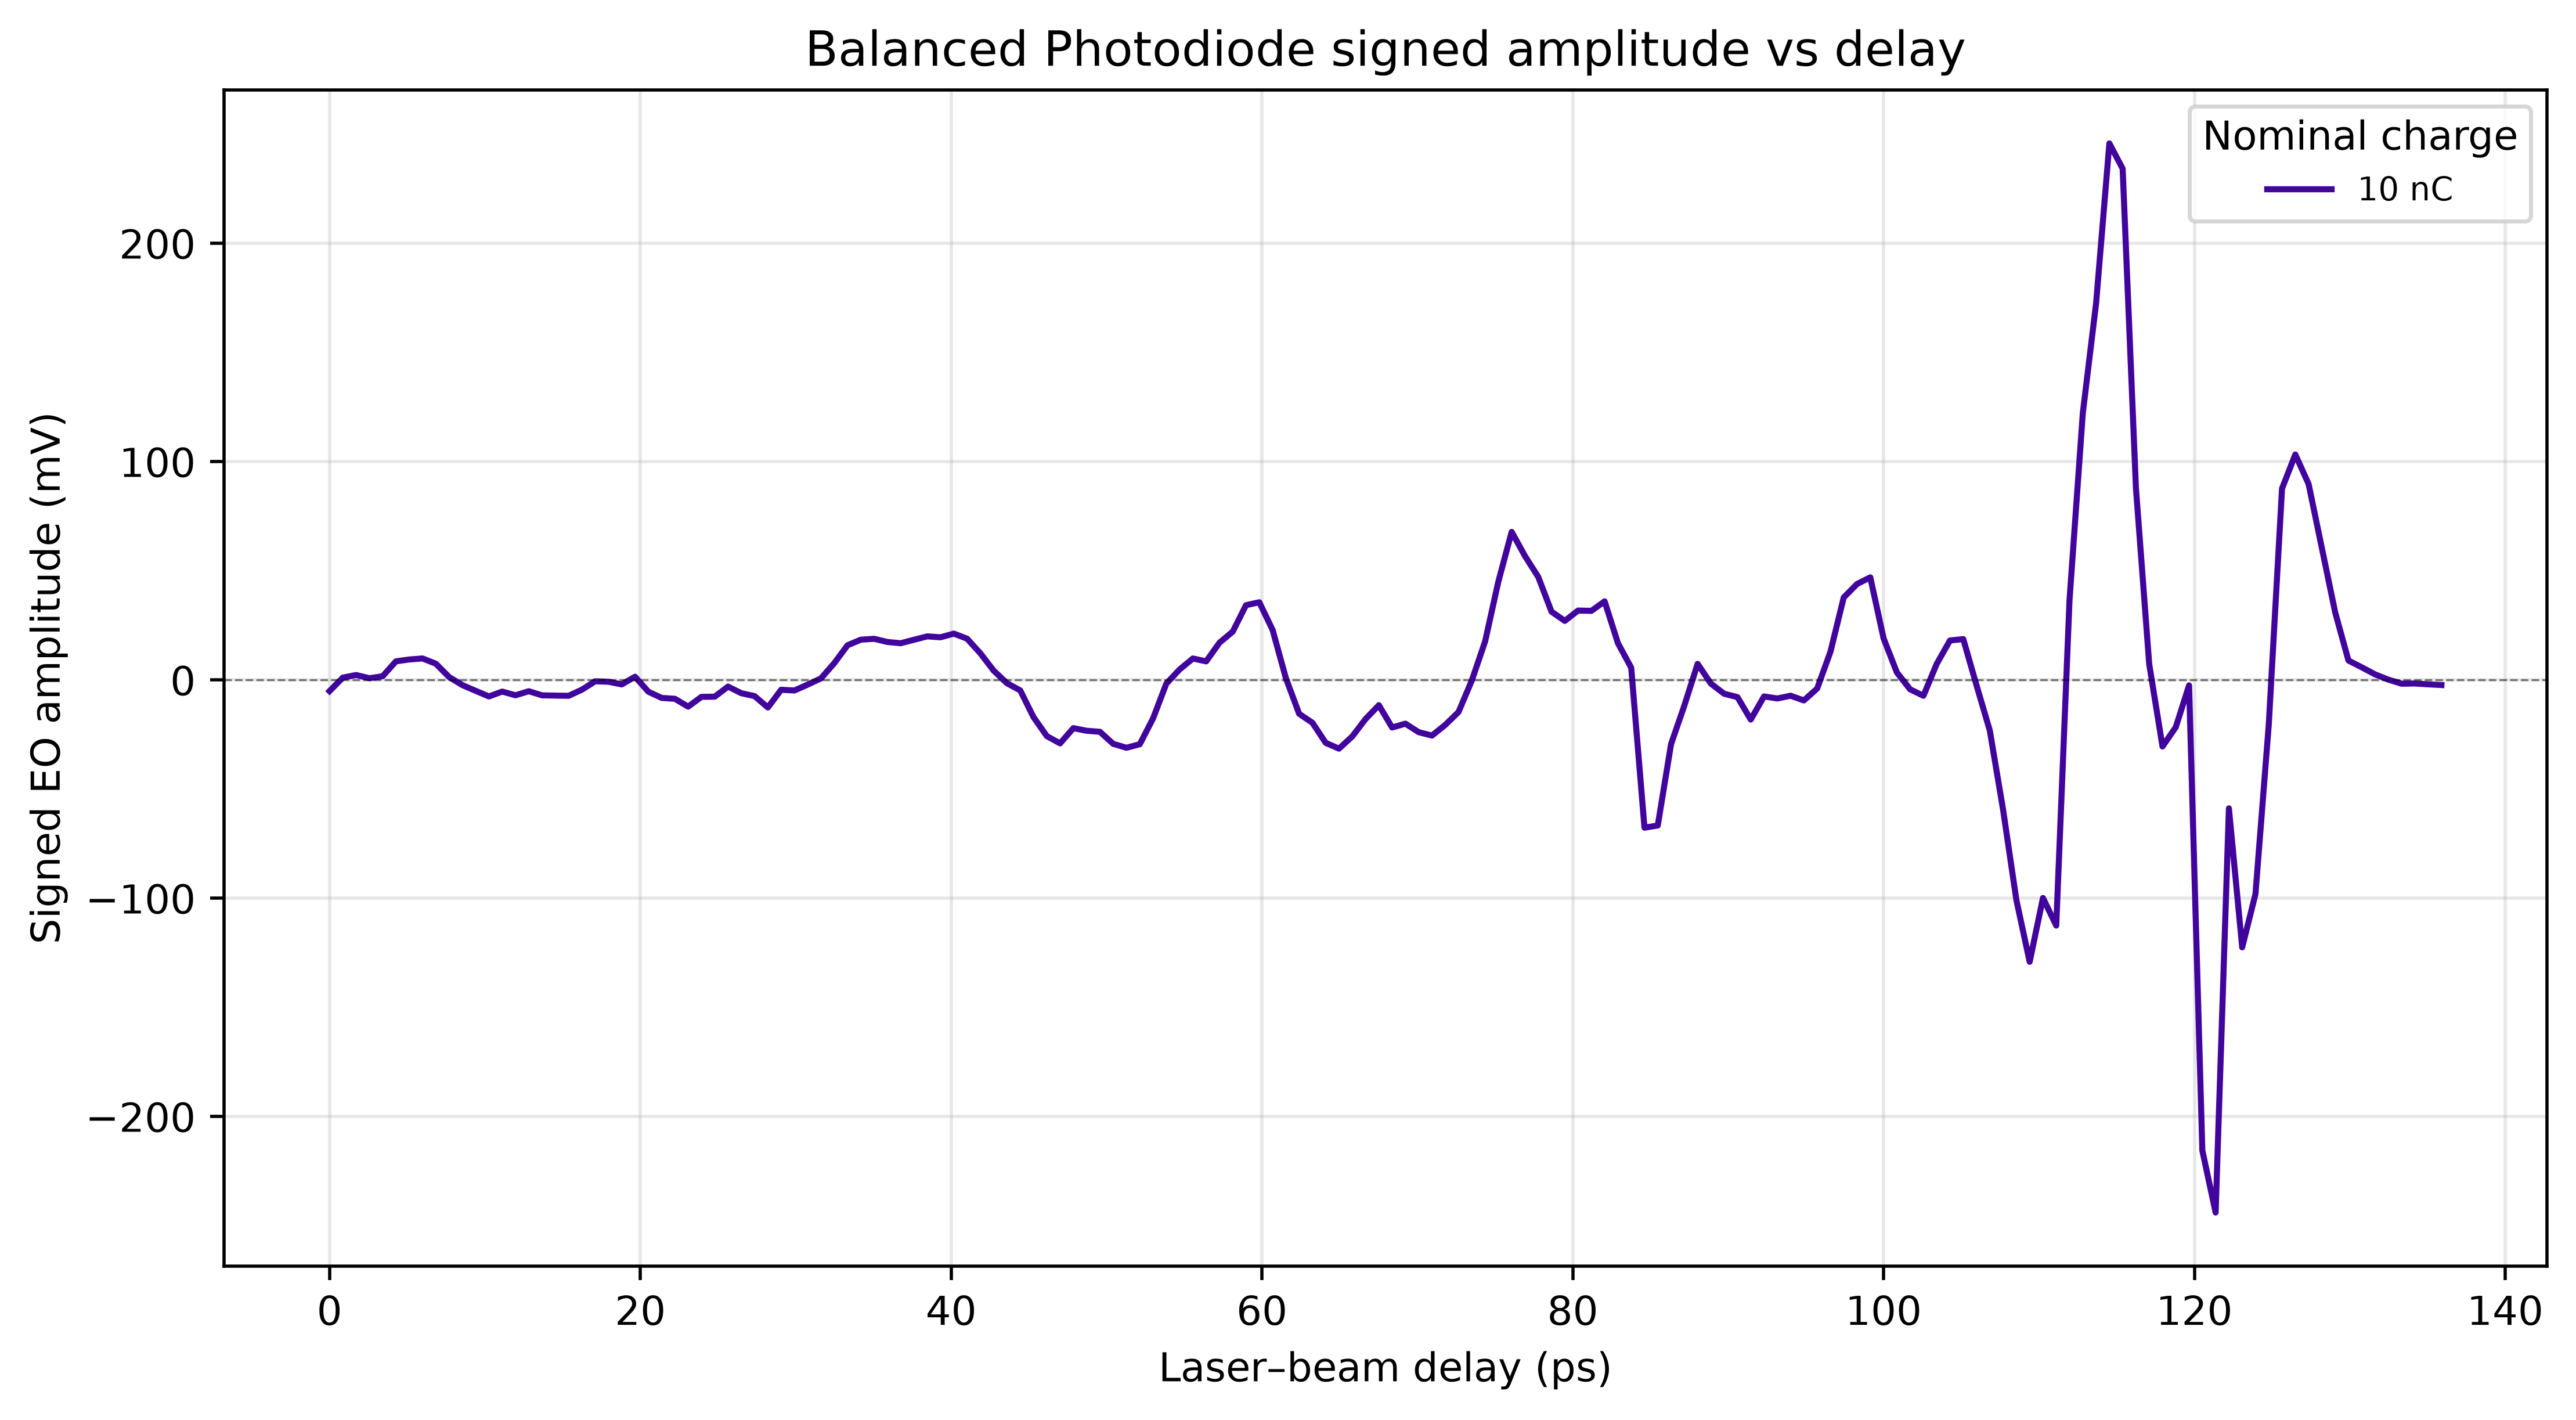 Balanced Photodiode signed amplitude vs delay
Nominal charge
10 nC
Signed EO amplitude (mV)
200
100
0
−100
−200
0 20 40 60 80 100 120 140
Laser–beam delay (ps)